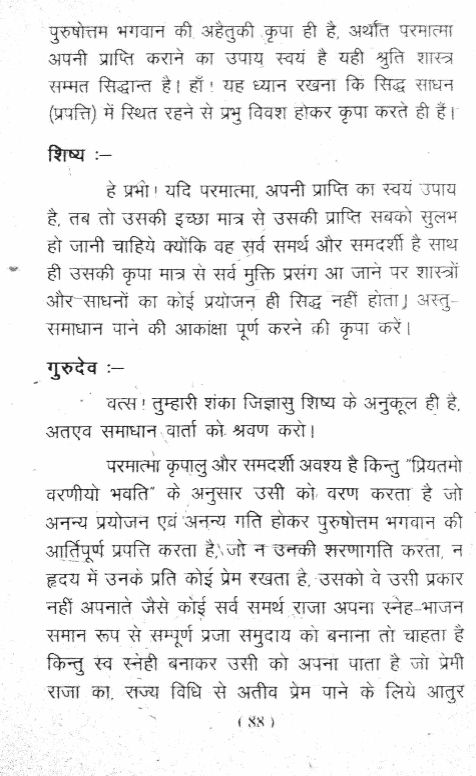 पुरुषोत्तम भगवान की अहैतुकी कृपा ही है, अर्थात परमात्मा
अपनी प्राप्ति कराने का उपाय स्वयं है यही श्रुति शास्त्र
सम्मत सिद्धान्त है। हाँ ! यह ध्यान रखना कि सिद्ध साधन
(प्रपत्ति) में स्थित रहने से प्रभु विवश होकर कृपा करते ही हैं।
शिष्य :–
हे प्रभो ! यदि परमात्मा, अपनी प्राप्ति का स्वयं उपाय
है, तब तो उसकी इच्छा मात्र से उसकी प्राप्ति सबको सुलभ
हो जानी चाहिये क्योंकि वह सर्व समर्थ और समदर्शी है साथ
ही उसकी कृपा मात्र से सर्व मुक्ति प्रसंग आ जाने पर शास्त्रों
और साधनों का कोई प्रयोजन ही सिद्ध नहीं होता। अस्तु–
समाधान पाने की आकांक्षा पूर्ण करने की कृपा करें।
गुरुदेव :–
वत्स ! तुम्हारी शंका जिज्ञासु शिष्य के अनुकूल ही है,
अतएव समाधान वार्ता को श्रवण करो।
परमात्मा कृपालु और समदर्शी अवश्य है किन्तु "प्रियतमो
वरणीयो भवति" के अनुसार उसी को वरण करता है जो
अनन्य प्रयोजन एवं अनन्य गति होकर पुरुषोत्तम भगवान की
आर्तिपूर्ण प्रपत्ति करता है, जो न उनकी शरणागति करता, न
हृदय में उनके प्रति कोई प्रेम रखता है, उसको वे उसी प्रकार
नहीं अपनाते जैसे कोई सर्व समर्थ राजा अपना स्नेह-भाजन
समान रूप से सम्पूर्ण प्रजा समुदाय को बनाना तो चाहता है
किन्तु स्व स्नेही बनाकर उसी को अपना पाता है जो प्रेमी
राजा का, राज्य विधि से अतीव प्रेम पाने के लिये आतुर
( 88 )